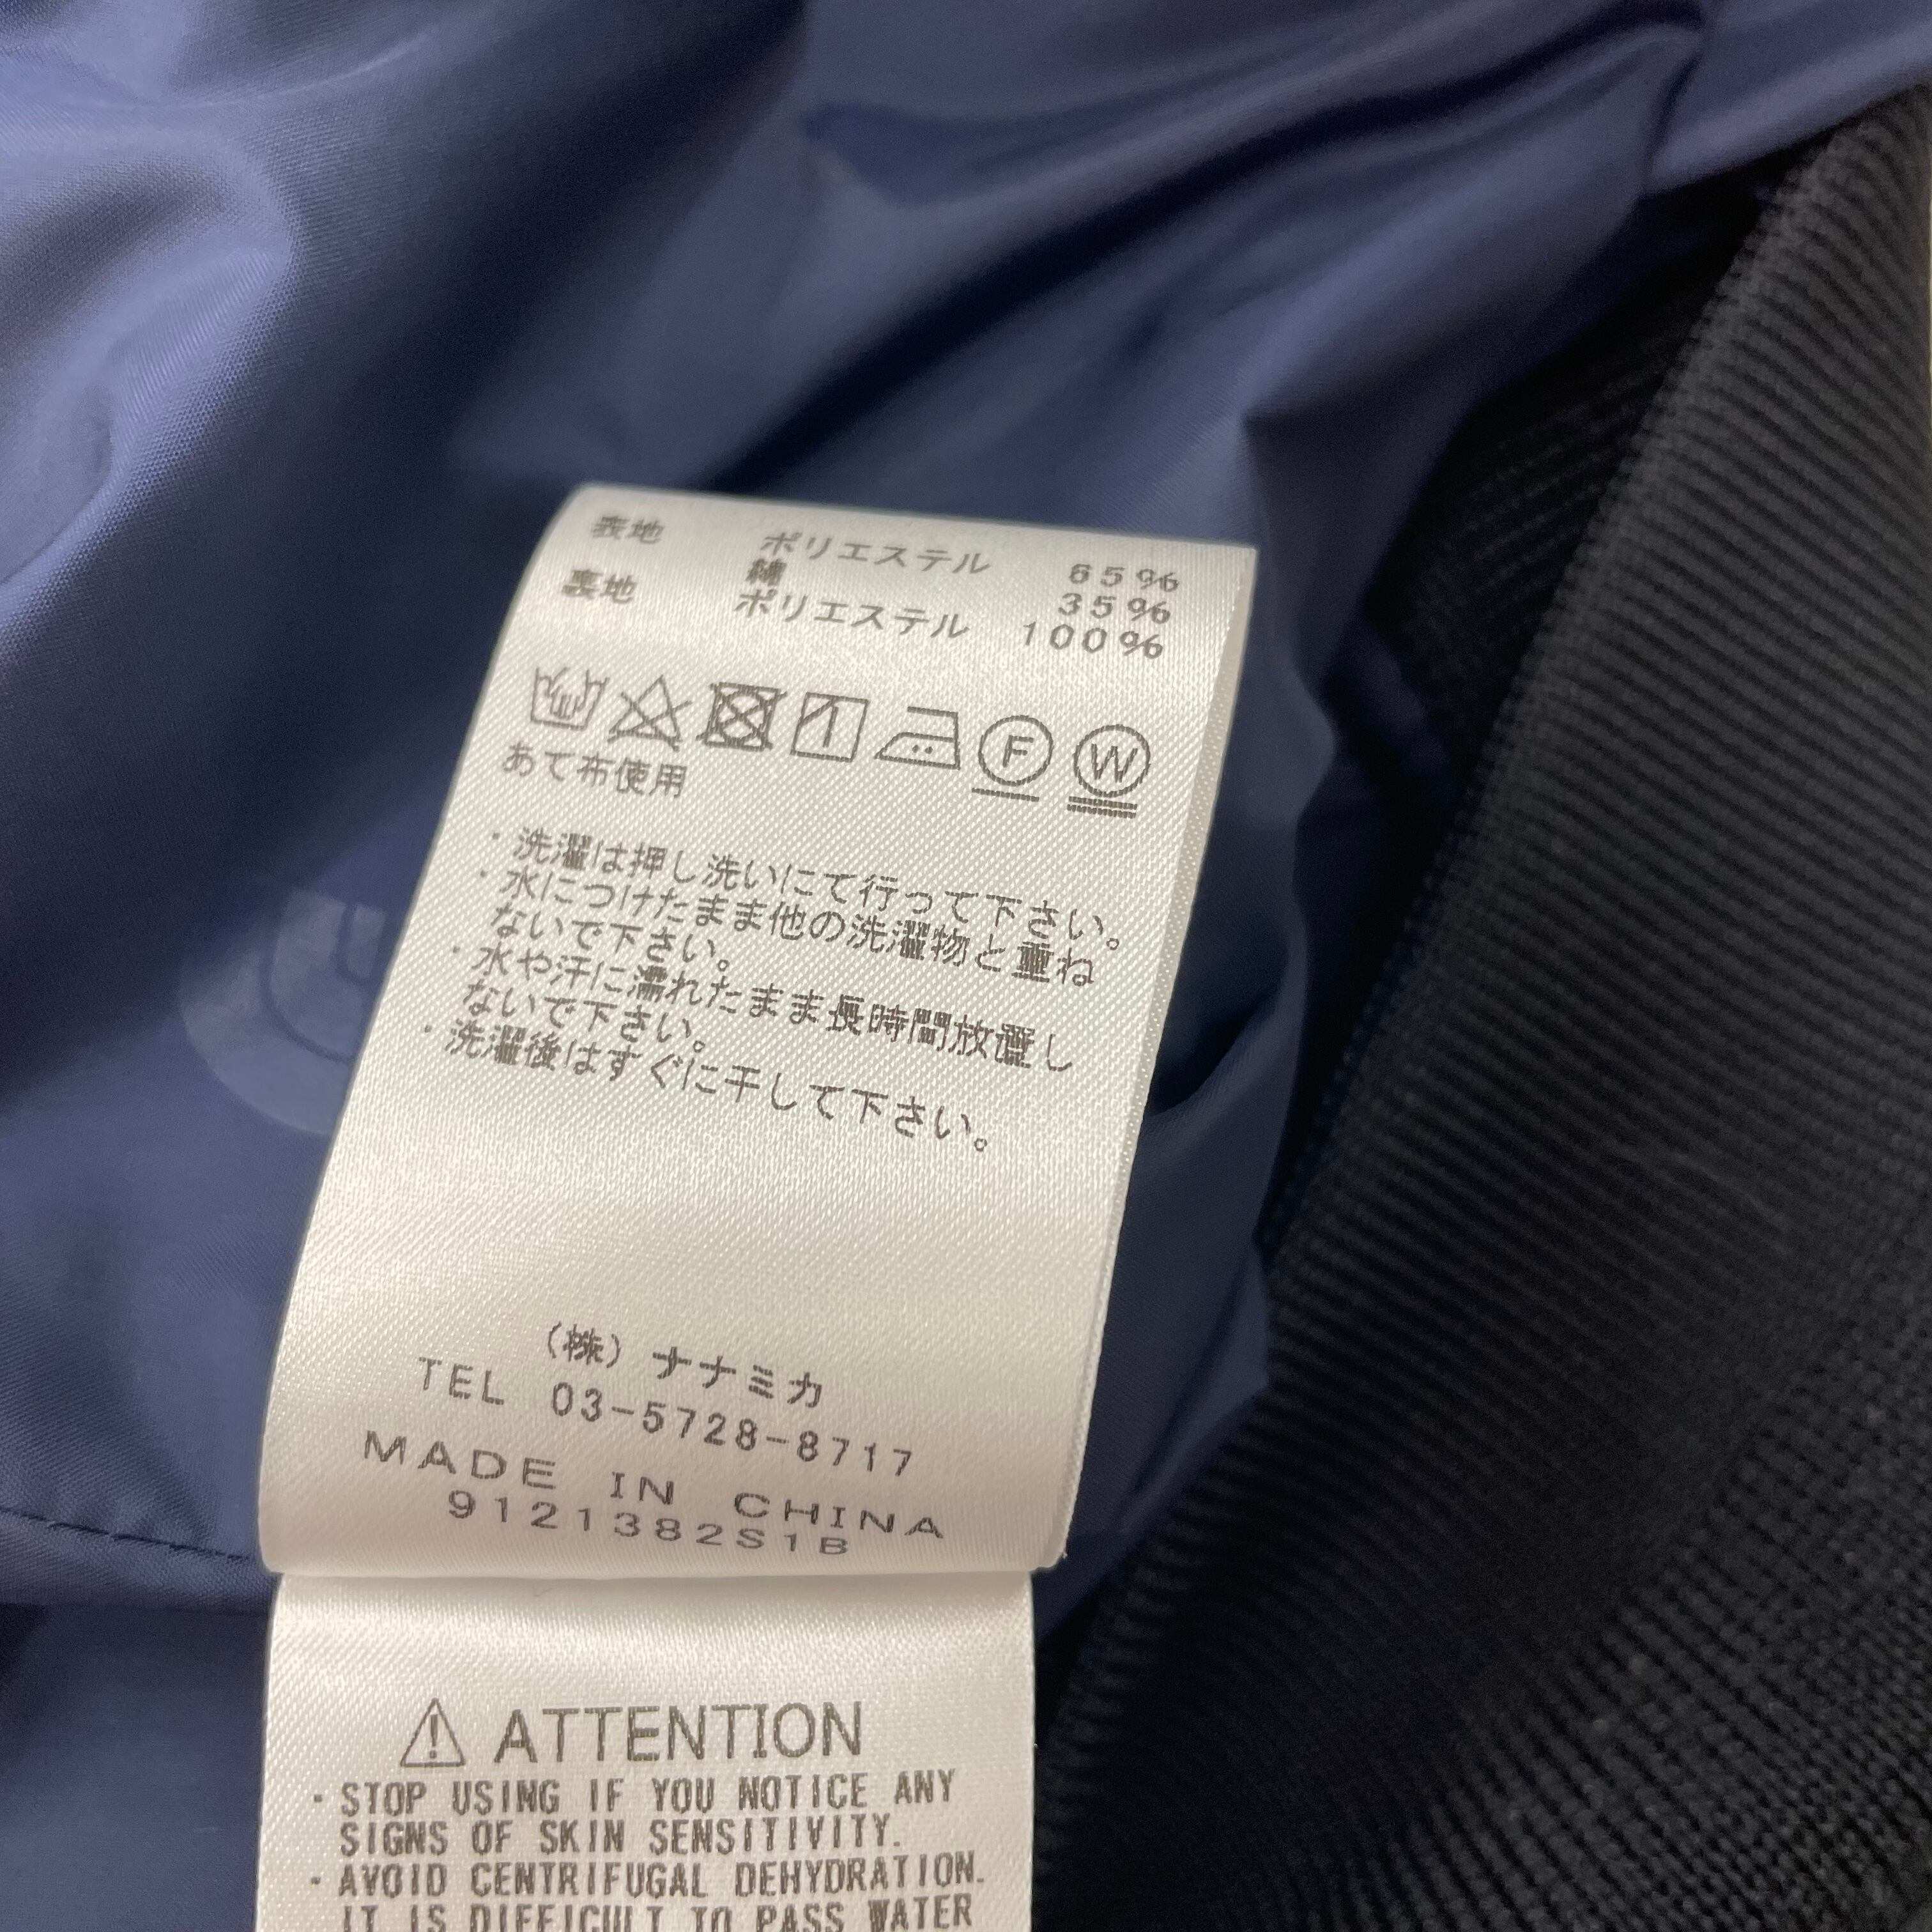 表地 ポリエステル 65%
綿 35%
裏地 ポリエステル 100%
F W
あて布使用
・洗濯は押し洗いにて行って下さい。
・水につけたまま他の洗濯物と重ね
ないで下さい。
・水や汗に濡れたまま長時間放置し
ないで下さい。
・洗濯後はすぐに干して下さい。
(株)ナナミカ
TEL 03-5728-8717
MADE IN CHINA
9121382S1B
ATTENTION
・STOP USING IF YOU NOTICE ANY
SIGNS OF SKIN SENSITIVITY.
・AVOID CENTRIFUGAL DEHYDRATION.
IT IS DIFFICULT TO PASS WATER